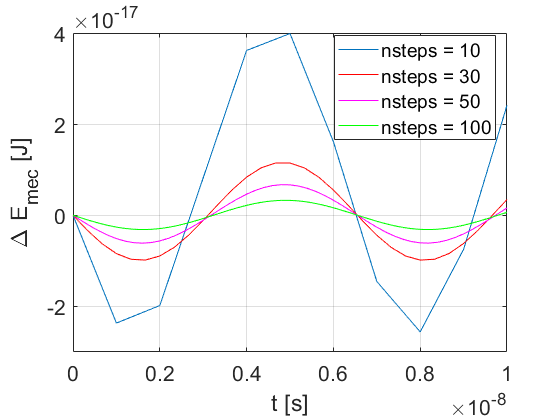 ×10⁻¹⁷
4
2
0
-2
Δ E_mec [J]
nsteps = 10
nsteps = 30
nsteps = 50
nsteps = 100
0 0.2 0.4 0.6 0.8 1
t [s]
×10⁻⁸